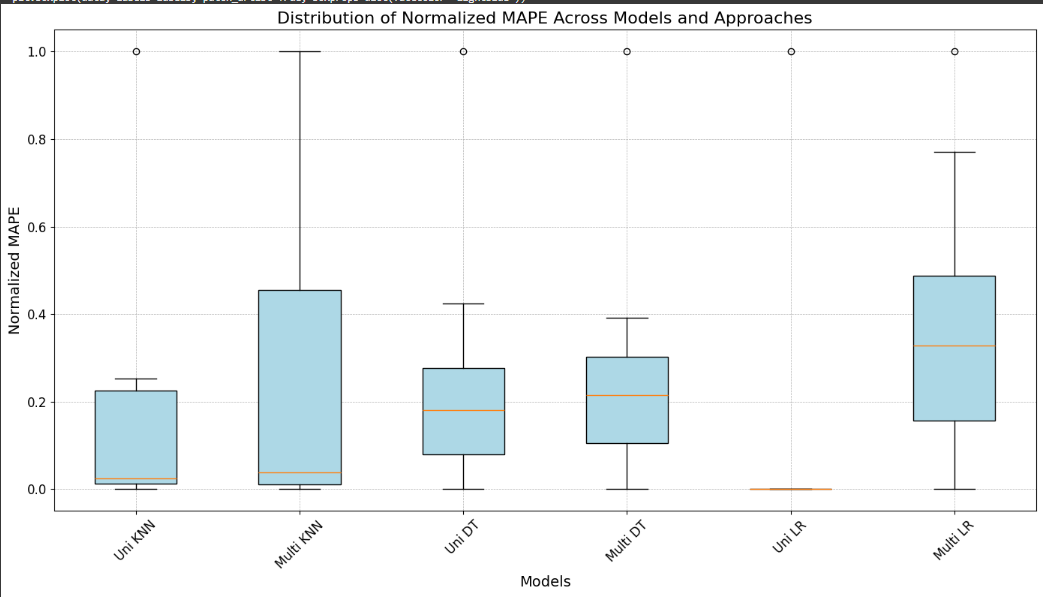 Distribution of Normalized MAPE Across Models and Approaches
1.0
0.8
0.6
0.4
0.2
0.0
Normalized MAPE
Uni KNN
Multi KNN
Uni DT
Multi DT
Uni LR
Multi LR
Models